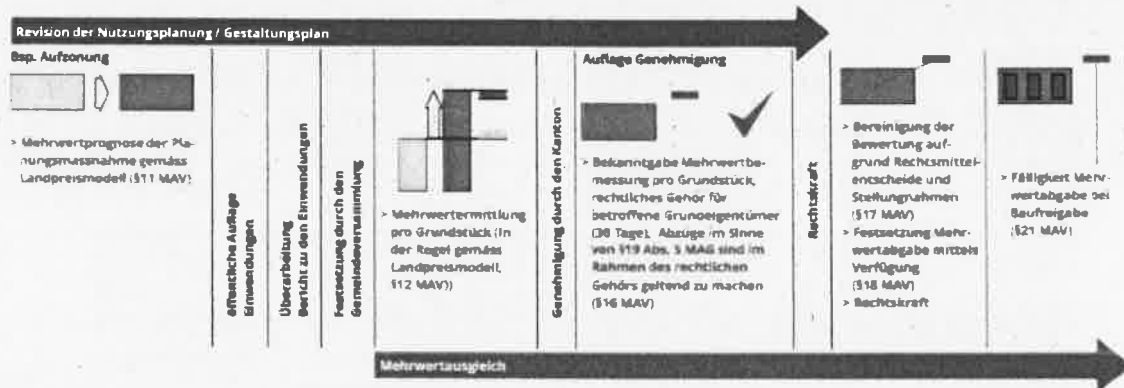 Revision der Nutzungsplanung / Gestaltungsplan
Bsp. Aufzonung
> Mehrwertprognose der Pla-
nungsmassnahme gemäss
Landpreismodell (§11 MAV)
öffentliche Auflage
Einwendungen
Überarbeitung
Bericht zu den Einwendungen
Festsetzung durch den
Gemeindeversammlung
> Mehrwertermittlung
pro Grundstück (in
der Regel gemäss
Landpreismodell,
§12 MAV))
Genehmigung durch den Kanton
Auflage Genehmigung
> Bekanntgabe Mehrwertbe-
messung pro Grundstück,
rechtliches Gehör für
betroffene Grundeigentümer
(30 Tage). Abzüge im Sinne
von §19 Abs. 5 MAG sind im
Rahmen des rechtlichen
Gehörs geltend zu machen
(§16 MAV)
Rechtskraft
> Bereinigung der
Bewertung auf-
grund Rechtsmittel-
entscheide und
Stellungnahmen
(§17 MAV)
> Festsetzung Mehr-
wertabgabe mittels
Verfügung
(§18 MAV)
> Rechtskraft
> Fälligkeit Mehr-
wertabgabe bei
Baufreigabe
(§21 MAV)
Mehrwertausgleich